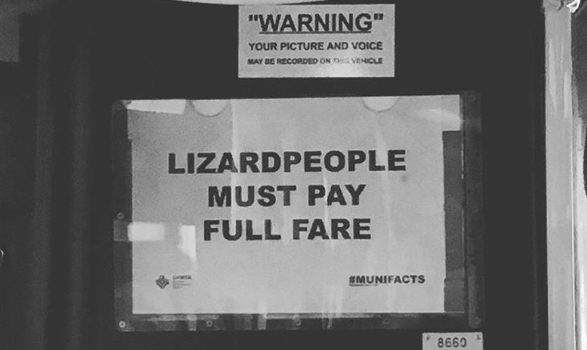 "WARNING"
YOUR PICTURE AND VOICE
MAY BE RECORDED ON THIS VEHICLE
LIZARDPEOPLE
MUST PAY
FULL FARE
#MUNIFACTS
8660